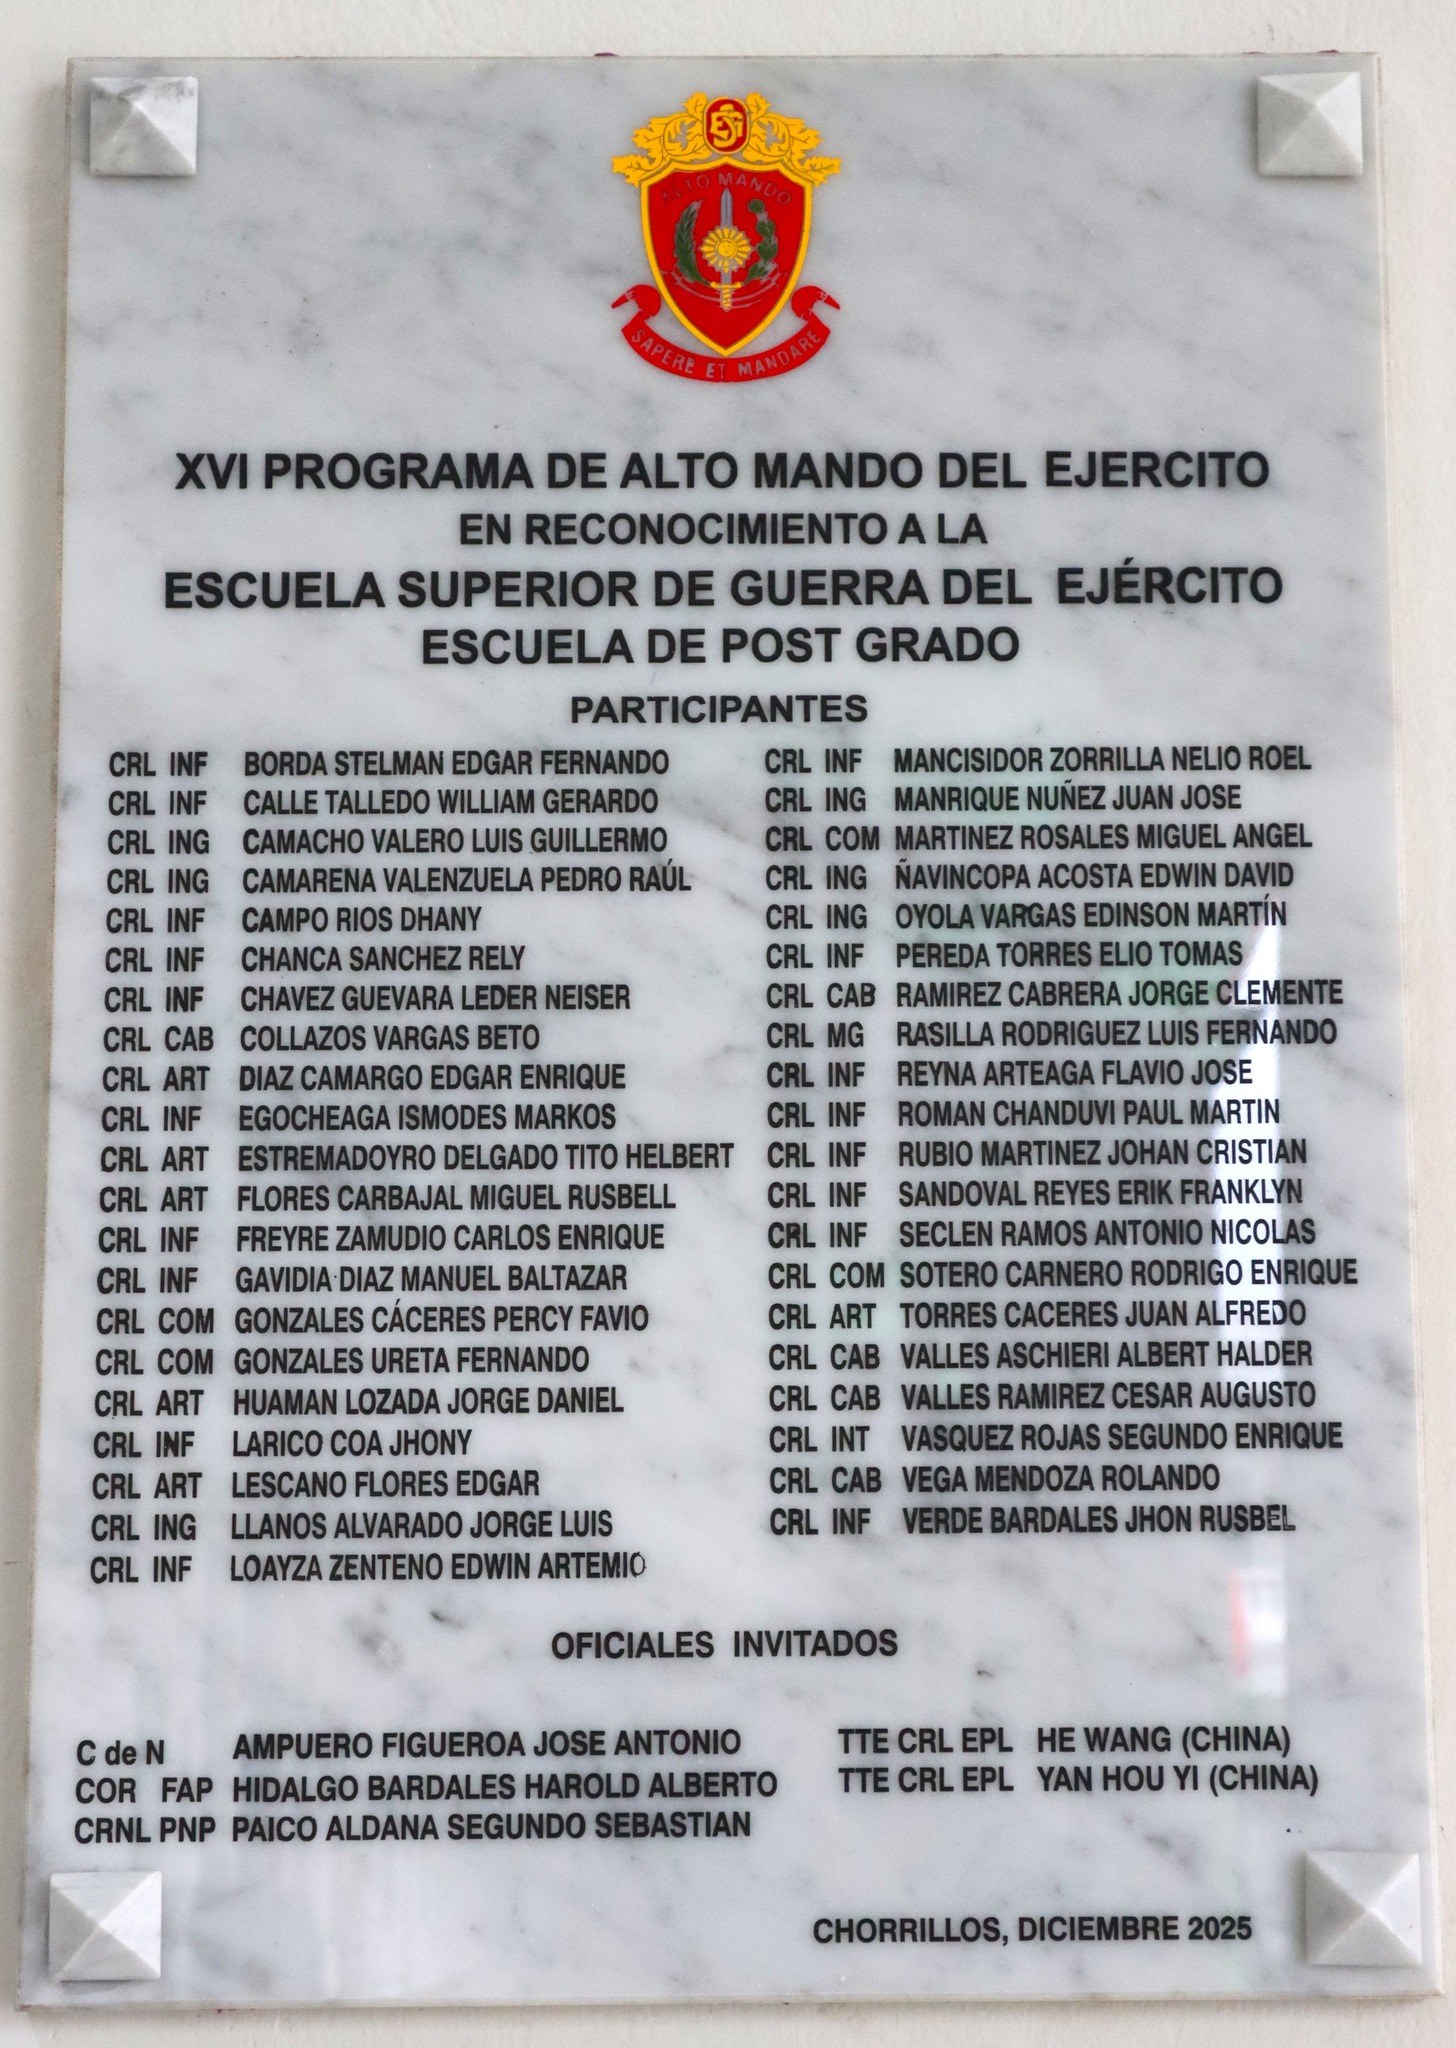 ESG
ALTO MANDO
SAPERE ET MANDARE
XVI PROGRAMA DE ALTO MANDO DEL EJERCITO
EN RECONOCIMIENTO A LA
ESCUELA SUPERIOR DE GUERRA DEL EJÉRCITO
ESCUELA DE POST GRADO
PARTICIPANTES
CRL INF BORDA STELMAN EDGAR FERNANDO
CRL INF CALLE TALLEDO WILLIAM GERARDO
CRL ING CAMACHO VALERO LUIS GUILLERMO
CRL ING CAMARENA VALENZUELA PEDRO RAÚL
CRL INF CAMPO RIOS DHANY
CRL INF CHANCA SANCHEZ RELY
CRL INF CHAVEZ GUEVARA LEDER NEISER
CRL CAB COLLAZOS VARGAS BETO
CRL ART DIAZ CAMARGO EDGAR ENRIQUE
CRL INF EGOCHEAGA ISMODES MARKOS
CRL ART ESTREMADOYRO DELGADO TITO HELBERT
CRL ART FLORES CARBAJAL MIGUEL RUSBELL
CRL INF FREYRE ZAMUDIO CARLOS ENRIQUE
CRL INF GAVIDIA DIAZ MANUEL BALTAZAR
CRL COM GONZALES CÁCERES PERCY FAVIO
CRL COM GONZALES URETA FERNANDO
CRL ART HUAMAN LOZADA JORGE DANIEL
CRL INF LARICO COA JHONY
CRL ART LESCANO FLORES EDGAR
CRL ING LLANOS ALVARADO JORGE LUIS
CRL INF LOAYZA ZENTENO EDWIN ARTEMIO
CRL INF MANCISIDOR ZORRILLA NELIO ROEL
CRL ING MANRIQUE NUÑEZ JUAN JOSE
CRL COM MARTINEZ ROSALES MIGUEL ANGEL
CRL ING ÑAVINCOPA ACOSTA EDWIN DAVID
CRL ING OYOLA VARGAS EDINSON MARTÍN
CRL INF PEREDA TORRES ELIO TOMAS
CRL CAB RAMIREZ CABRERA JORGE CLEMENTE
CRL MG RASILLA RODRIGUEZ LUIS FERNANDO
CRL INF REYNA ARTEAGA FLAVIO JOSE
CRL INF ROMAN CHANDUVI PAUL MARTIN
CRL INF RUBIO MARTINEZ JOHAN CRISTIAN
CRL INF SANDOVAL REYES ERIK FRANKLYN
CRL INF SECLEN RAMOS ANTONIO NICOLAS
CRL COM SOTERO CARNERO RODRIGO ENRIQUE
CRL ART TORRES CACERES JUAN ALFREDO
CRL CAB VALLES ASCHIERI ALBERT HALDER
CRL CAB VALLES RAMIREZ CESAR AUGUSTO
CRL INT VASQUEZ ROJAS SEGUNDO ENRIQUE
CRL CAB VEGA MENDOZA ROLANDO
CRL INF VERDE BARDALES JHON RUSBEL
OFICIALES INVITADOS
C de N AMPUERO FIGUEROA JOSE ANTONIO
COR FAP HIDALGO BARDALES HAROLD ALBERTO
CRNL PNP PAICO ALDANA SEGUNDO SEBASTIAN
TTE CRL EPL HE WANG (CHINA)
TTE CRL EPL YAN HOU YI (CHINA)
CHORRILLOS, DICIEMBRE 2025